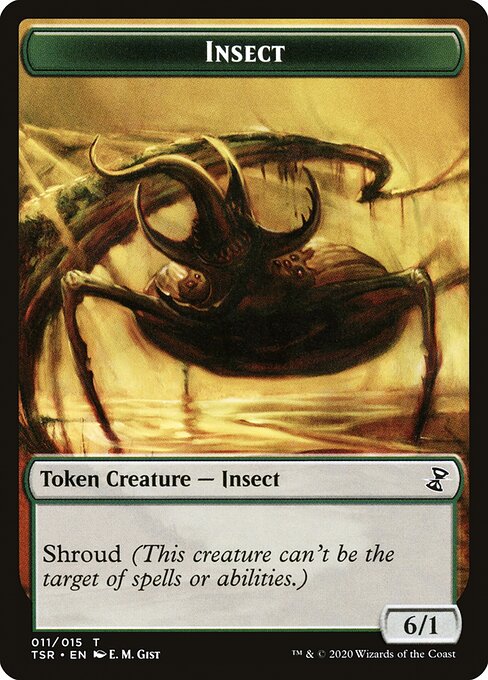 Insect
Token Creature — Insect
Shroud (This creature can't be the
target of spells or abilities.)
6/1
011/015 T
TSR • EN E. M. Gist
™ & © 2020 Wizards of the Coast